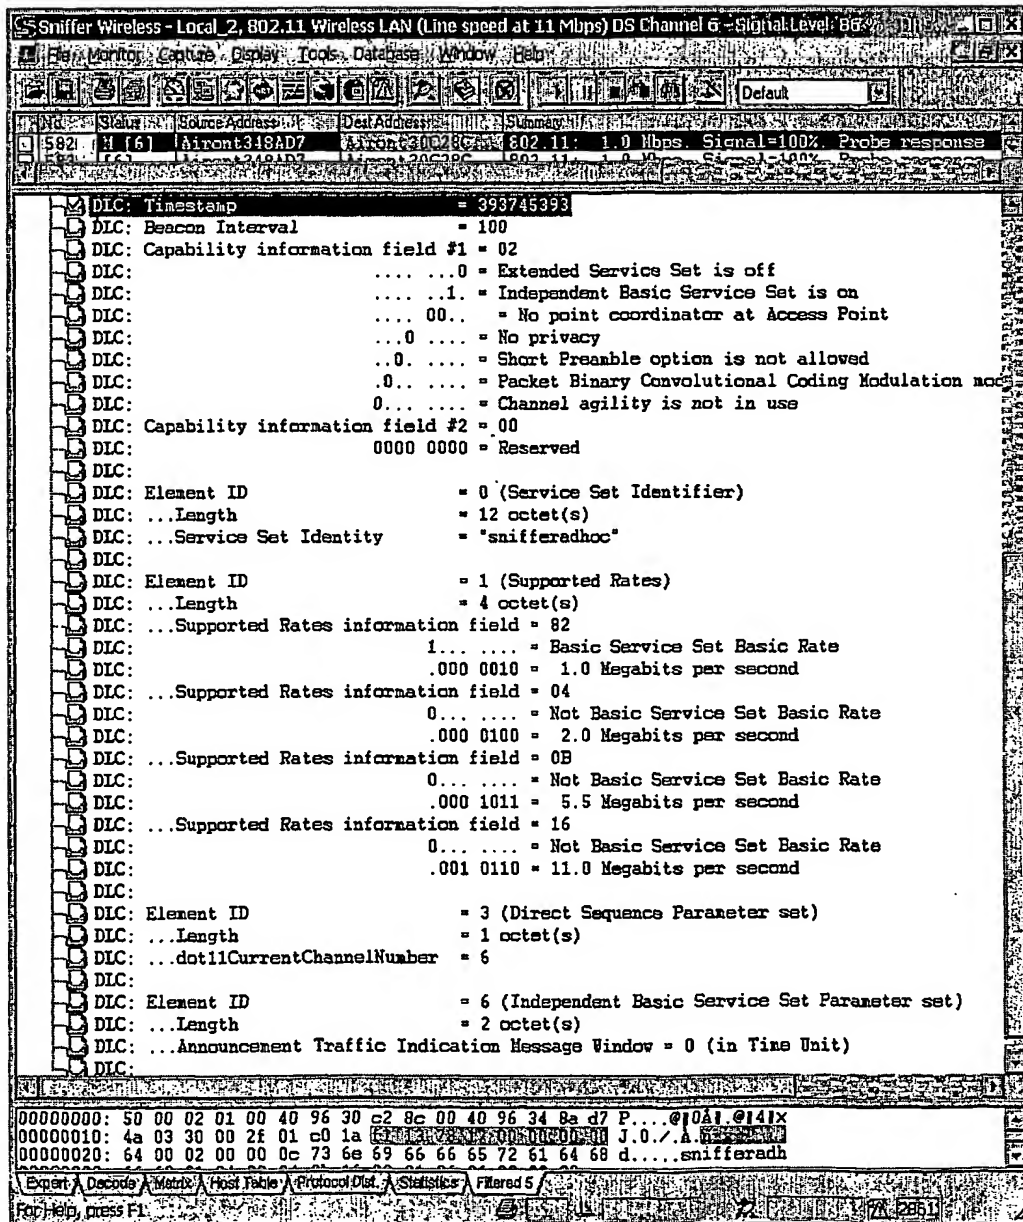 Sniffer Wireless - Local_2, 802.11 Wireless LAN (Line speed at 11 Mbps) DS Channel 6 - Signal Level: 86
File Monitor Capture Display Tools Database Window Help
Default
No. Status Source Address Dest Address Summary
582 M [6] Airont348AD7 Airont30C28C 802.11: 1.0 Mbps. Signal=100%. Probe response
DLC: Timestamp = 393745393
DLC: Beacon Interval = 100
DLC: Capability information field #1 = 02
DLC: .... ...0 = Extended Service Set is off
DLC: .... ..1. = Independent Basic Service Set is on
DLC: .... 00.. = No point coordinator at Access Point
DLC: ...0 .... = No privacy
DLC: ..0. .... = Short Preamble option is not allowed
DLC: .0.. .... = Packet Binary Convolutional Coding Modulation mod
DLC: 0... .... = Channel agility is not in use
DLC: Capability information field #2 = 00
DLC: 0000 0000 = Reserved
DLC:
DLC: Element ID = 0 (Service Set Identifier)
DLC: ...Length = 12 octet(s)
DLC: ...Service Set Identity = "snifferadhoc"
DLC:
DLC: Element ID = 1 (Supported Rates)
DLC: ...Length = 4 octet(s)
DLC: ...Supported Rates information field = 82
DLC: 1... .... = Basic Service Set Basic Rate
DLC: .000 0010 = 1.0 Megabits per second
DLC: ...Supported Rates information field = 04
DLC: 0... .... = Not Basic Service Set Basic Rate
DLC: .000 0100 = 2.0 Megabits per second
DLC: ...Supported Rates information field = 0B
DLC: 0... .... = Not Basic Service Set Basic Rate
DLC: .000 1011 = 5.5 Megabits per second
DLC: ...Supported Rates information field = 16
DLC: 0... .... = Not Basic Service Set Basic Rate
DLC: .001 0110 = 11.0 Megabits per second
DLC:
DLC: Element ID = 3 (Direct Sequence Parameter set)
DLC: ...Length = 1 octet(s)
DLC: ...dot11CurrentChannelNumber = 6
DLC:
DLC: Element ID = 6 (Independent Basic Service Set Parameter set)
DLC: ...Length = 2 octet(s)
DLC: ...Announcement Traffic Indication Message Window = 0 (in Time Unit)
DLC:
00000000: 50 00 02 01 00 40 96 30 c2 8c 00 40 96 34 8a d7 P....@
00000010: 4a 03 30 00 2f 01 c0 1a J.0./.À.
00000020: 64 00 02 00 00 0c 73 6e 69 66 66 65 72 61 64 68 d.....snifferadh
Expert Decode Matrix Host Table Protocol Dist. Statistics Filtered 5
For Help, press F1